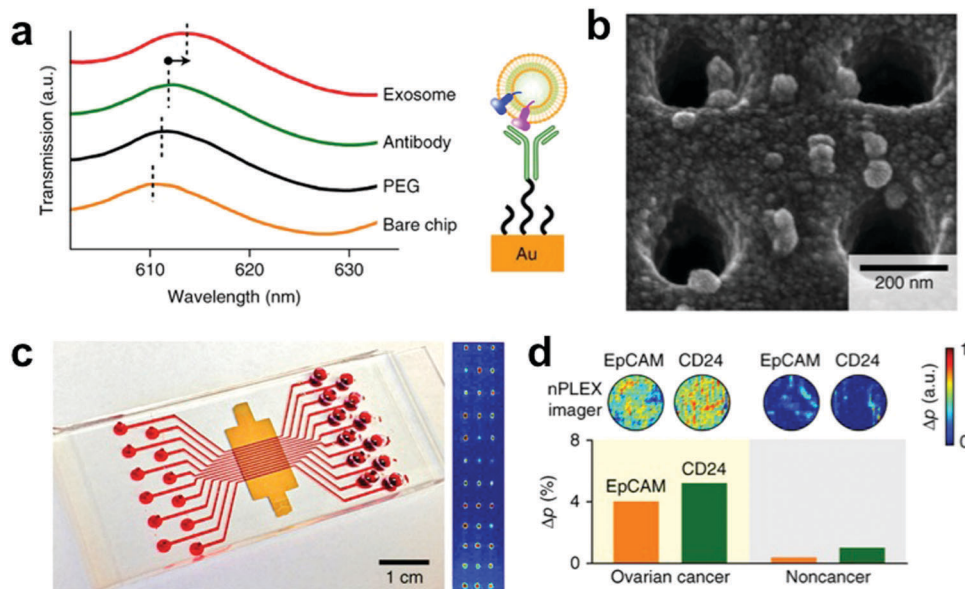 a
Transmission (a.u.)
Exosome
Antibody
PEG
Bare chip
610
620
630
Wavelength (nm)
Au
b
200 nm
c
1 cm
d
EpCAM CD24
EpCAM CD24
nPLEX
imager
1
0
Δp (a.u.)
8
4
0
Δp (%)
EpCAM
CD24
Ovarian cancer
Noncancer